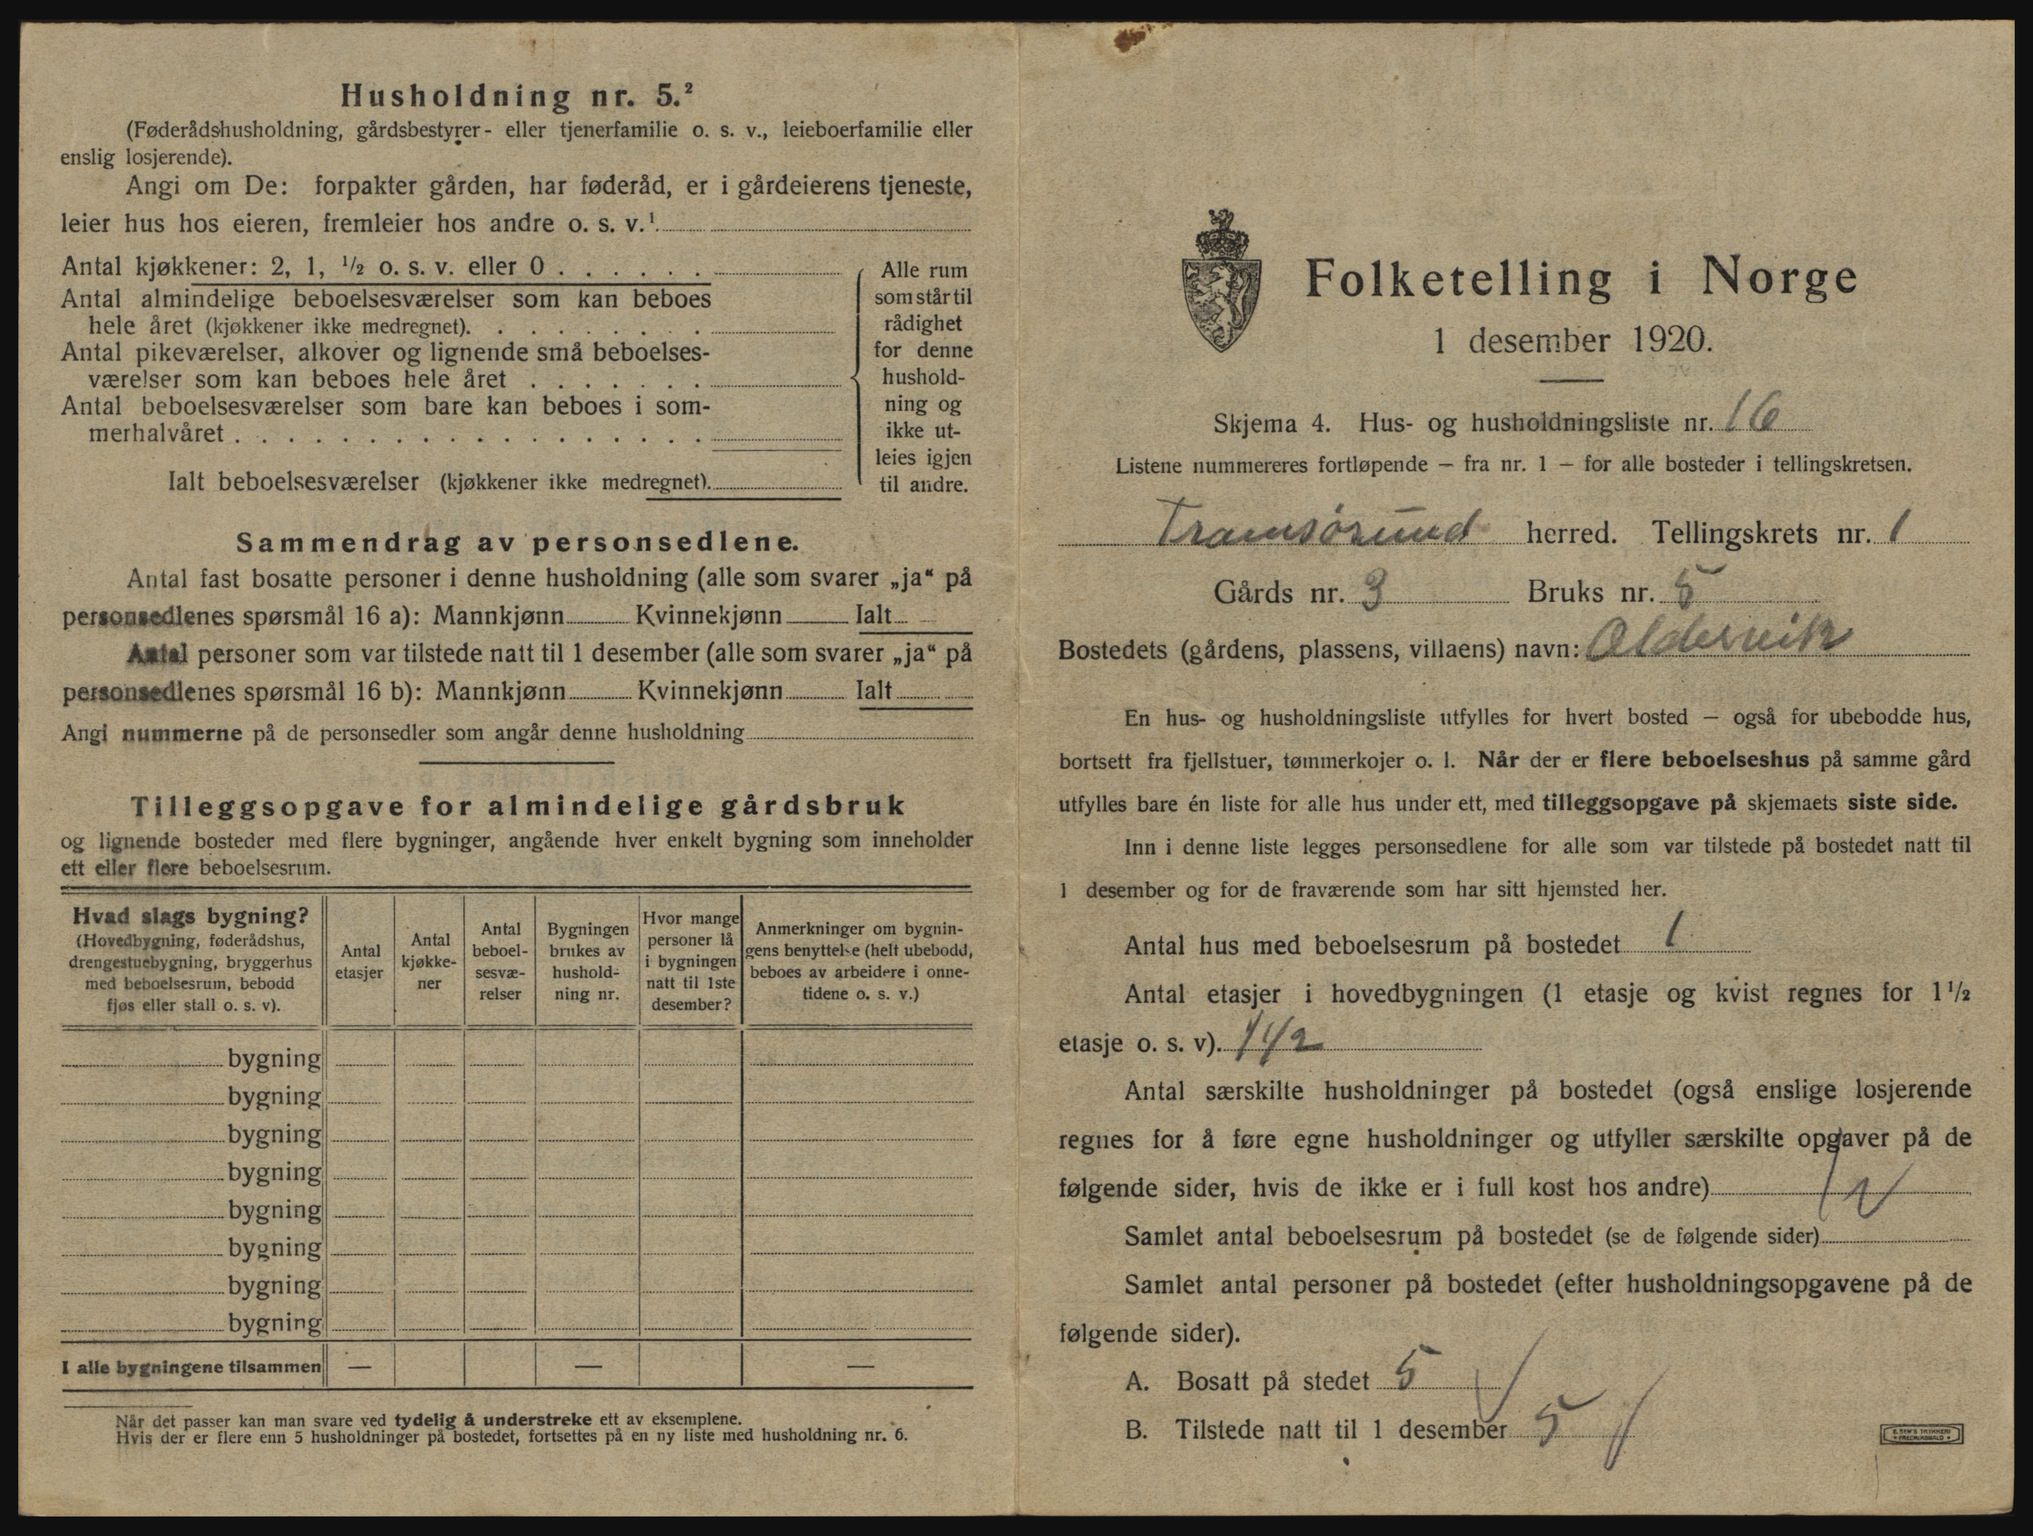 Husholdning nr. 5.²
(Føderådshusholdning, gårdsbestyrer- eller tjenerfamilie o. s. v., leieboerfamilie eller
enslig losjerende).
Angi om De: forpakter gården, har føderåd, er i gårdeierens tjeneste,
leier hus hos eieren, fremleier hos andre o. s. v.¹
Antal kjøkkener: 2, 1, ½ o. s. v. eller 0 . . . . . .
Antal almindelige beboelsesværelser som kan beboes
hele året (kjøkkener ikke medregnet). . . . . . . . . .
Antal pikeværelser, alkover og lignende små beboelses-
værelser som kan beboes hele året . . . . . . .
Antal beboelsesværelser som bare kan beboes i som-
merhalvåret . . . . . . . . . . . . . . . . . .
Ialt beboelsesværelser (kjøkkener ikke medregnet).
Alle rum
som står til
rådighet
for denne
hushold-
ning og
ikke ut-
leies igjen
til andre.
Sammendrag av personsedlene.
Antal fast bosatte personer i denne husholdning (alle som svarer „ja“ på
personsedlenes spørsmål 16 a): Mannkjønn Kvinnekjønn Ialt
Antal personer som var tilstede natt til 1 desember (alle som svarer „ja“ på
personsedlenes spørsmål 16 b): Mannkjønn Kvinnekjønn Ialt
Angi nummerne på de personsedler som angår denne husholdning
Tilleggsopgave for almindelige gårdsbruk
og lignende bosteder med flere bygninger, angående hver enkelt bygning som inneholder
ett eller flere beboelsesrum.
Hvad slags bygning?
(Hovedbygning, føderådshus,
drengestuebygning, bryggerhus
med beboelsesrum, bebodd
fjøs eller stall o. s. v).
Antal
etasjer
Antal
kjøkke-
ner
Antal
beboel-
sesvæ-
relser
Bygningen
brukes av
hushold-
ning nr.
Hvor mange
personer lå
i bygningen
natt til 1ste
desember?
Anmerkninger om bygnin-
gens benyttelse (helt ubebodd,
beboes av arbeidere i onne-
tidene o. s. v.)
bygning
bygning
bygning
bygning
bygning
bygning
bygning
bygning
I alle bygningene tilsammen — — —
Når det passer kan man svare ved tydelig å understreke ett av eksemplene.
Hvis der er flere enn 5 husholdninger på bostedet, fortsettes på en ny liste med husholdning nr. 6.
Folketelling i Norge
1 desember 1920.
Skjema 4. Hus- og husholdningsliste nr. 16
Listene nummereres fortløpende – fra nr. 1 – for alle bosteder i tellingskretsen.
Tromsøsund herred. Tellingskrets nr. 1
Gårds nr. 3 Bruks nr. 5
Bostedets (gårdens, plassens, villaens) navn: Oldervik
En hus- og husholdningsliste utfylles for hvert bosted – også for ubebodde hus,
bortsett fra fjellstuer, tømmerkojer o. l. Når der er flere beboelseshus på samme gård
utfylles bare én liste for alle hus under ett, med tilleggsopgave på skjemaets siste side.
Inn i denne liste legges personsedlene for alle som var tilstede på bostedet natt til
1 desember og for de fraværende som har sitt hjemsted her.
Antal hus med beboelsesrum på bostedet 1
Antal etasjer i hovedbygningen (1 etasje og kvist regnes for 1½
etasje o. s. v). 1½
Antal særskilte husholdninger på bostedet (også enslige losjerende
regnes for å føre egne husholdninger og utfyller særskilte opgaver på de
følgende sider, hvis de ikke er i full kost hos andre) 1
Samlet antal beboelsesrum på bostedet (se de følgende sider)
Samlet antal personer på bostedet (efter husholdningsopgavene på de
følgende sider).
A. Bosatt på stedet 5
B. Tilstede natt til 1 desember 5